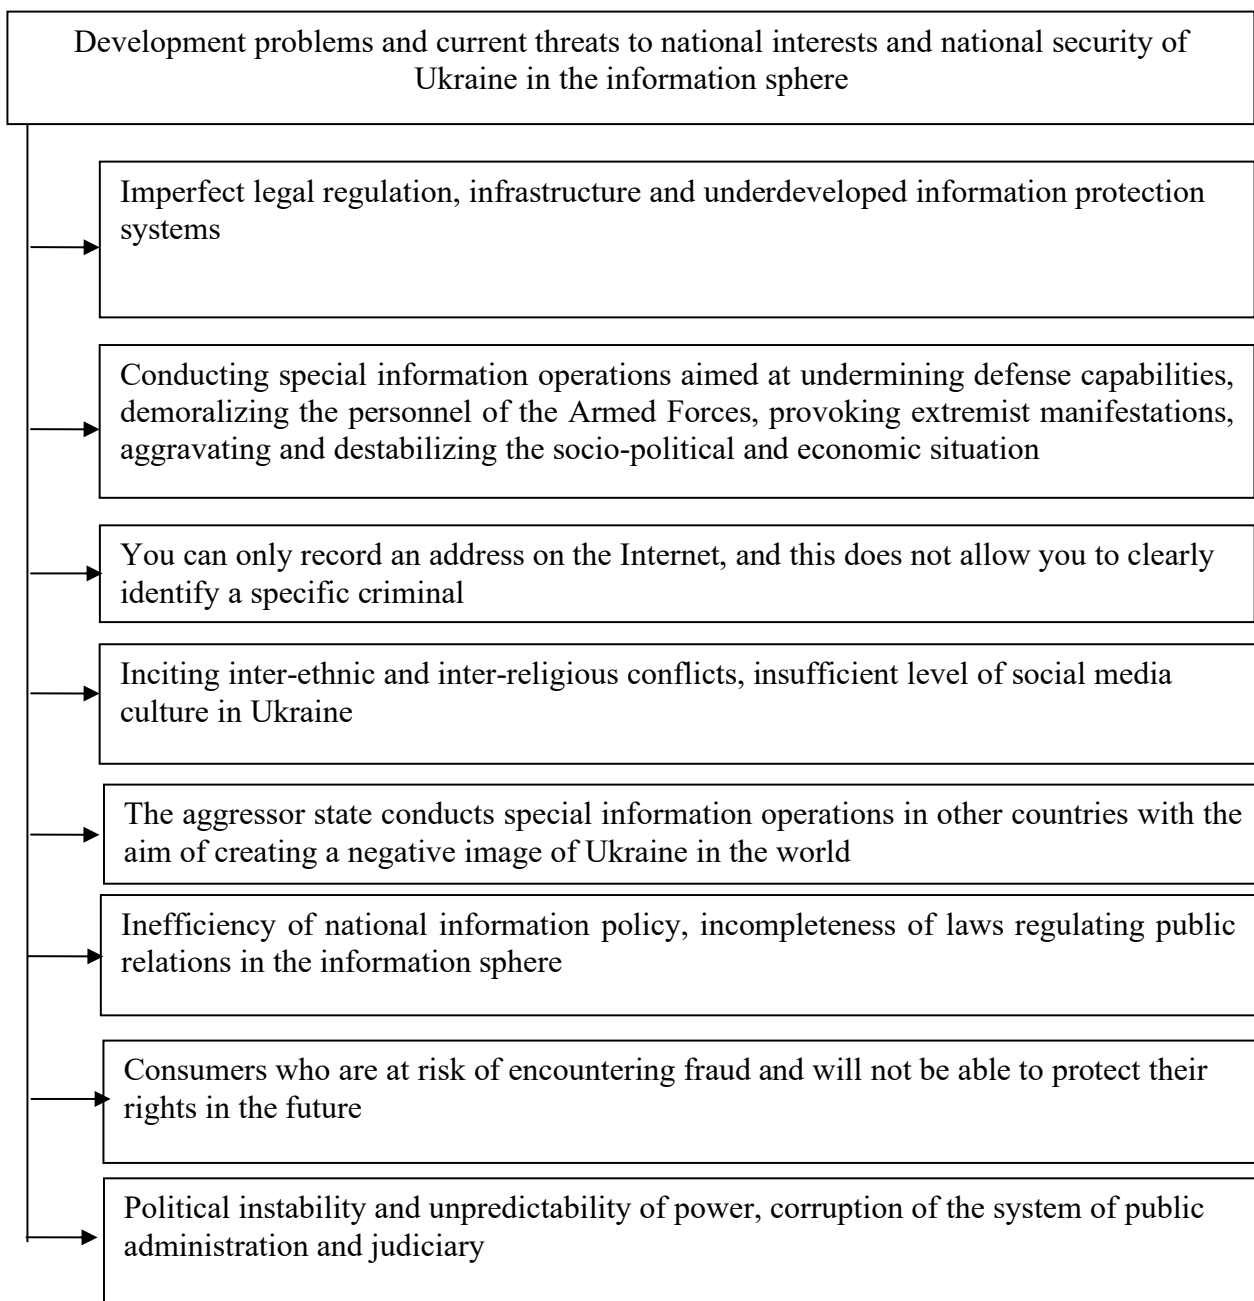 Development problems and current threats to national interests and national security of
Ukraine in the information sphere
Imperfect legal regulation, infrastructure and underdeveloped information protection
systems
Conducting special information operations aimed at undermining defense capabilities,
demoralizing the personnel of the Armed Forces, provoking extremist manifestations,
aggravating and destabilizing the socio-political and economic situation
You can only record an address on the Internet, and this does not allow you to clearly
identify a specific criminal
Inciting inter-ethnic and inter-religious conflicts, insufficient level of social media
culture in Ukraine
The aggressor state conducts special information operations in other countries with the
aim of creating a negative image of Ukraine in the world
Inefficiency of national information policy, incompleteness of laws regulating public
relations in the information sphere
Consumers who are at risk of encountering fraud and will not be able to protect their
rights in the future
Political instability and unpredictability of power, corruption of the system of public
administration and judiciary